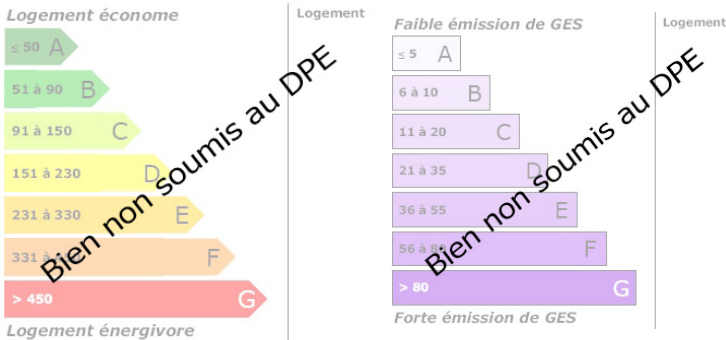 Logement économe
Logement
≤ 50 A
51 à 90 B
91 à 150 C
151 à 230 D
231 à 330 E
331 à F
> 450 G
Logement énergivore
Bien non soumis au DPE
Faible émission de GES
Logement
≤ 5 A
6 à 10 B
11 à 20 C
21 à 35 D
36 à 55 E
56 à 80 F
> 80 G
Forte émission de GES
Bien non soumis au DPE